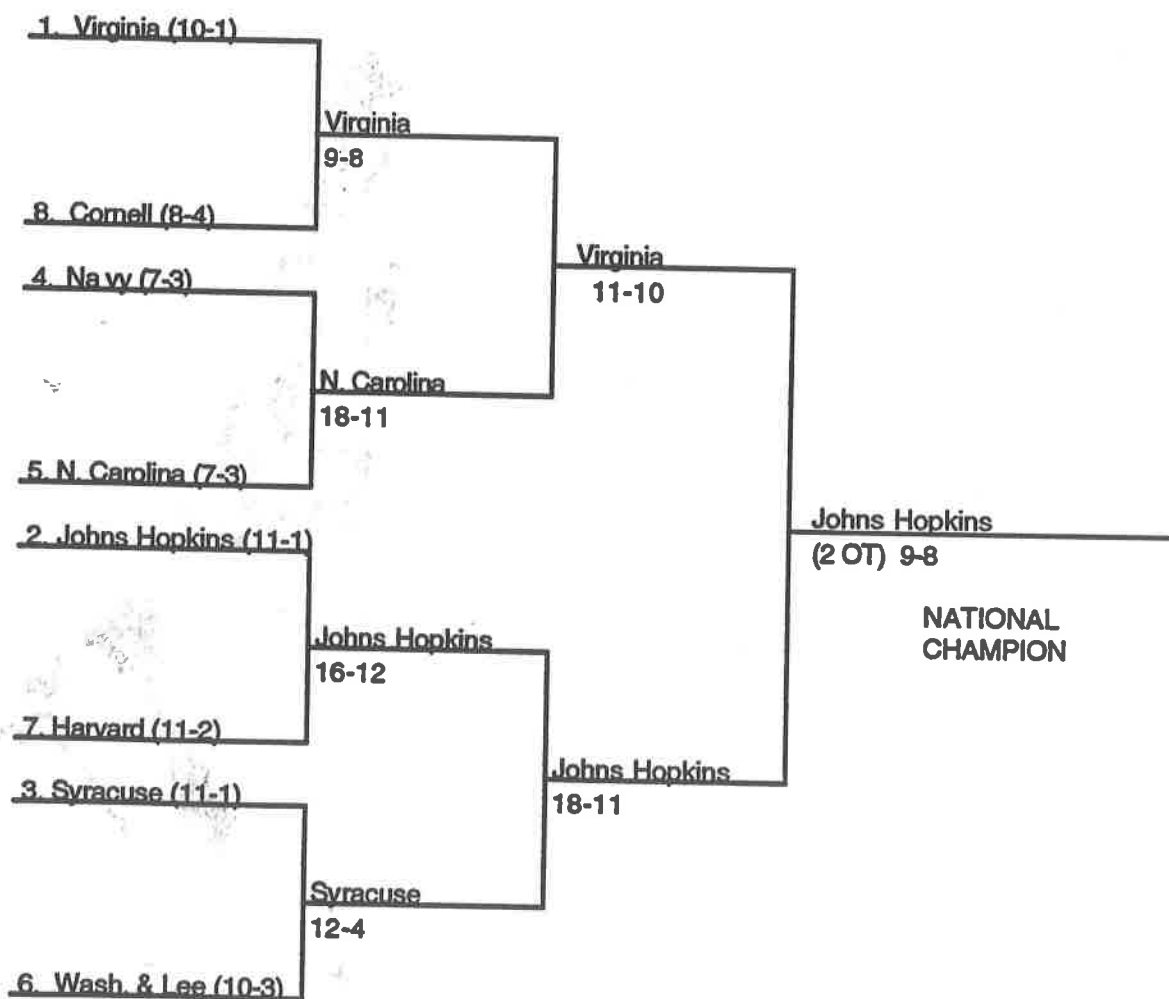 1. Virginia (10-1)
Virginia
9-8
8. Cornell (8-4)
Virginia
11-10
4. Na vy (7-3)
N. Carolina
18-11
5. N. Carolina (7-3)
Johns Hopkins
(2 OT) 9-8
NATIONAL
CHAMPION
2. Johns Hopkins (11-1)
Johns Hopkins
16-12
7. Harvard (11-2)
Johns Hopkins
18-11
3. Syracuse (11-1)
Syracuse
12-4
6. Wash. & Lee (10-3)